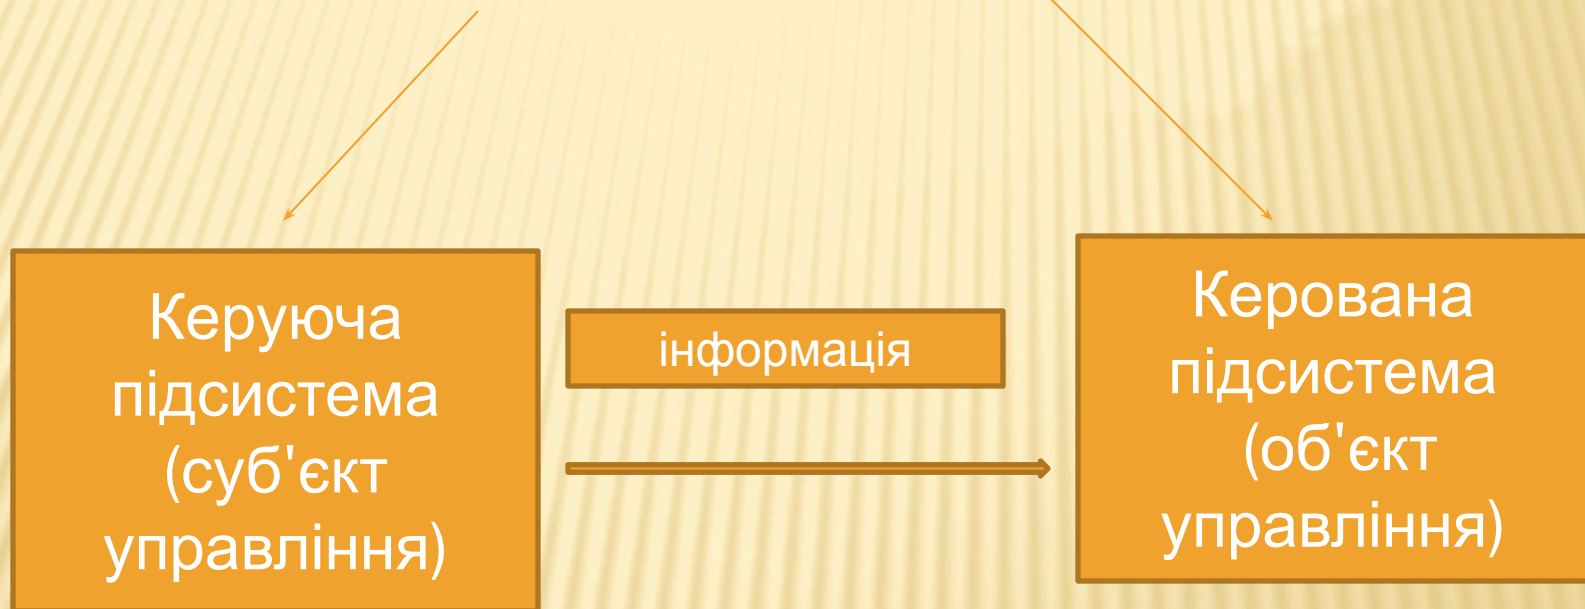 Керуюча
підсистема
(суб'єкт
управління)
інформація
Керована
підсистема
(об'єкт
управління)